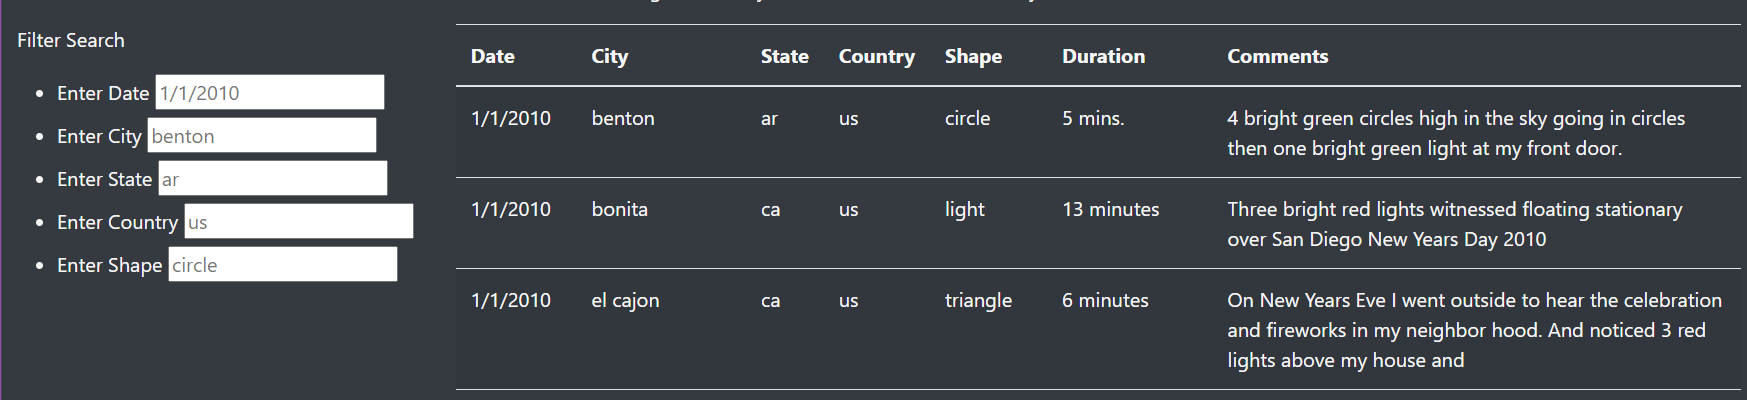 Filter Search
Enter Date 1/1/2010
Enter City benton
Enter State ar
Enter Country us
Enter Shape circle
Date City State Country Shape Duration Comments
1/1/2010 benton ar us circle 5 mins. 4 bright green circles high in the sky going in circles
then one bright green light at my front door.
1/1/2010 bonita ca us light 13 minutes Three bright red lights witnessed floating stationary
over San Diego New Years Day 2010
1/1/2010 el cajon ca us triangle 6 minutes On New Years Eve I went outside to hear the celebration
and fireworks in my neighbor hood. And noticed 3 red
lights above my house and